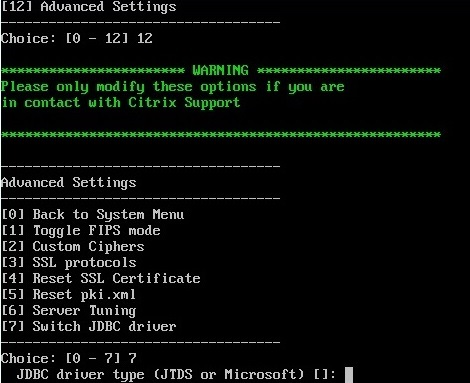 [12] Advanced Settings
-----------------------------------
Choice: [0 - 12] 12
*********************** WARNING ***********************
Please only modify these options if you are
in contact with Citrix Support
*******************************************************
-----------------------------------
Advanced Settings
-----------------------------------
[0] Back to System Menu
[1] Toggle FIPS mode
[2] Custom Ciphers
[3] SSL protocols
[4] Reset SSL Certificate
[5] Reset pki.xml
[6] Server Tuning
[7] Switch JDBC driver
-----------------------------------
Choice: [0 - 7] 7
JDBC driver type (JTDS or Microsoft) []: